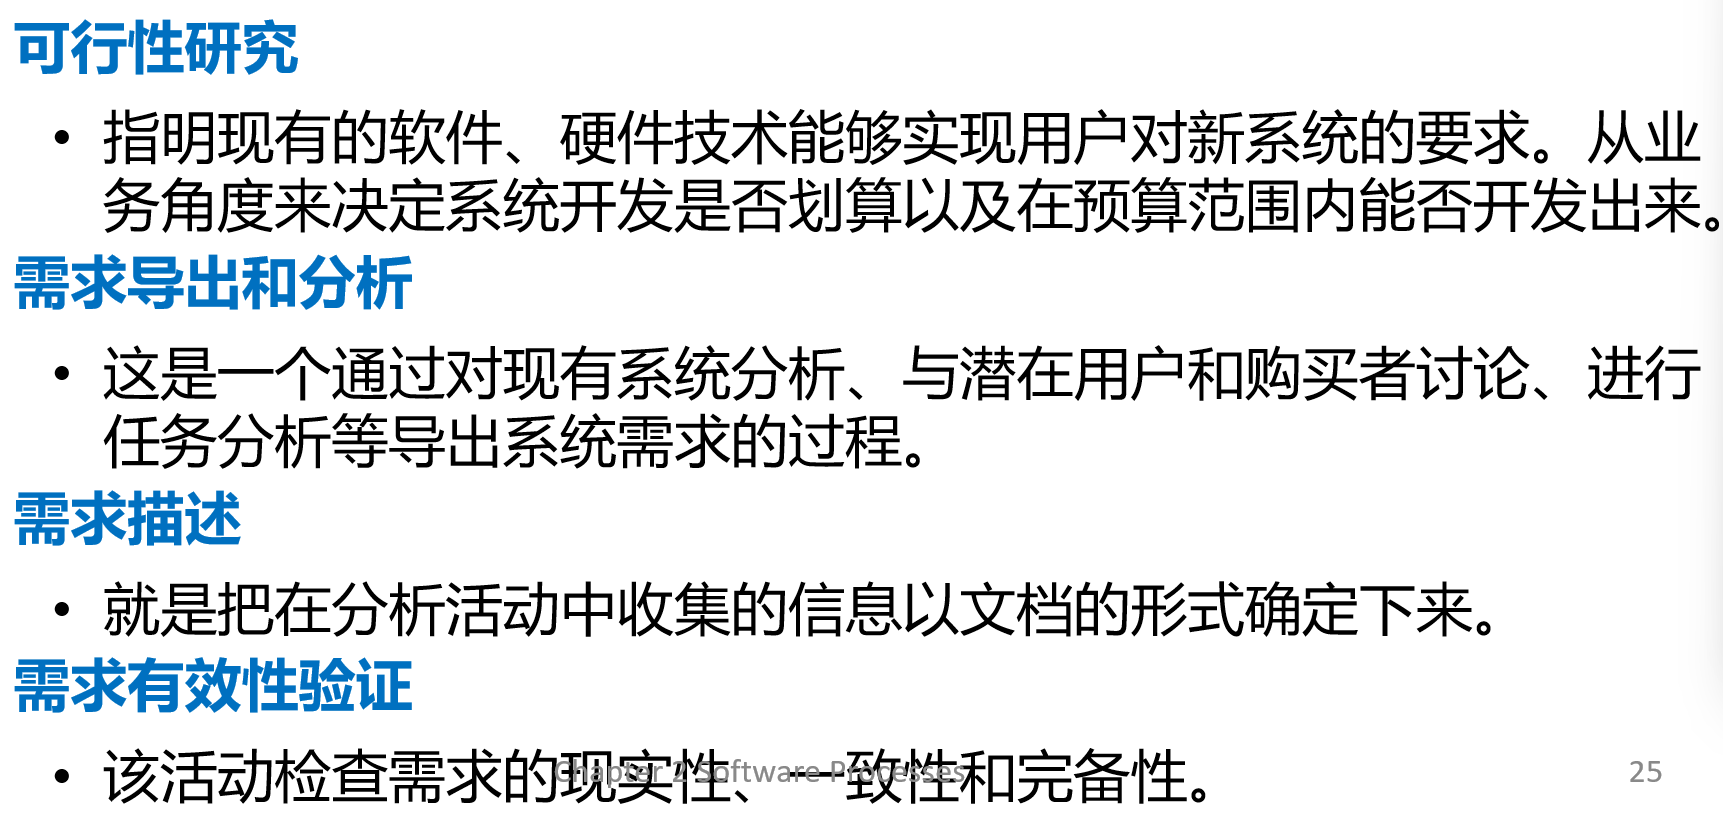 可行性研究
• 指明现有的软件、硬件技术能够实现用户对新系统的要求。从业
务角度来决定系统开发是否划算以及在预算范围内能否开发出来。
需求导出和分析
• 这是一个通过对现有系统分析、与潜在用户和购买者讨论、进行
任务分析等导出系统需求的过程。
需求描述
• 就是把在分析活动中收集的信息以文档的形式确定下来。
需求有效性验证
• 该活动检查需求的现实性、一致性和完备性。
Chapter 2 Software Processes
25